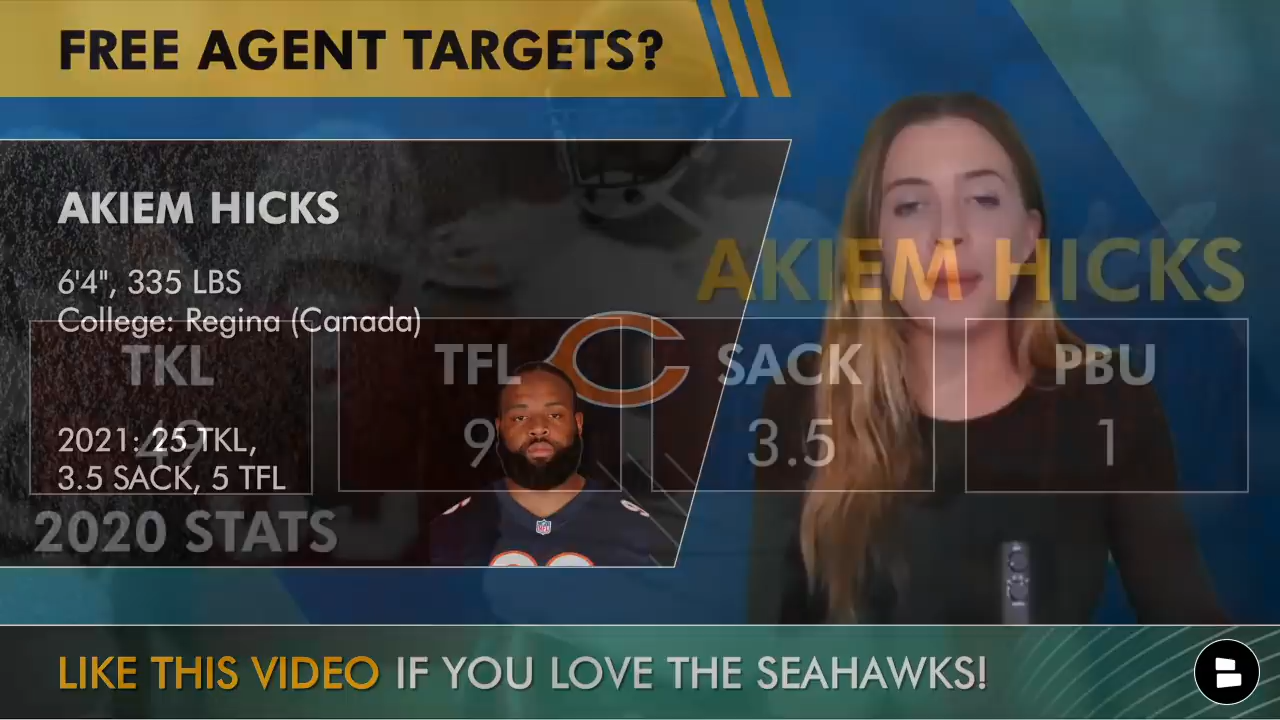 FREE AGENT TARGETS?
AKIEM HICKS
6'4", 335 LBS
College: Regina (Canada)
2021: 25 TKL,
3.5 SACK, 5 TFL
AKIEM HICKS
TKL
49
TFL
9
SACK
3.5
PBU
1
2020 STATS
LIKE THIS VIDEO IF YOU LOVE THE SEAHAWKS!